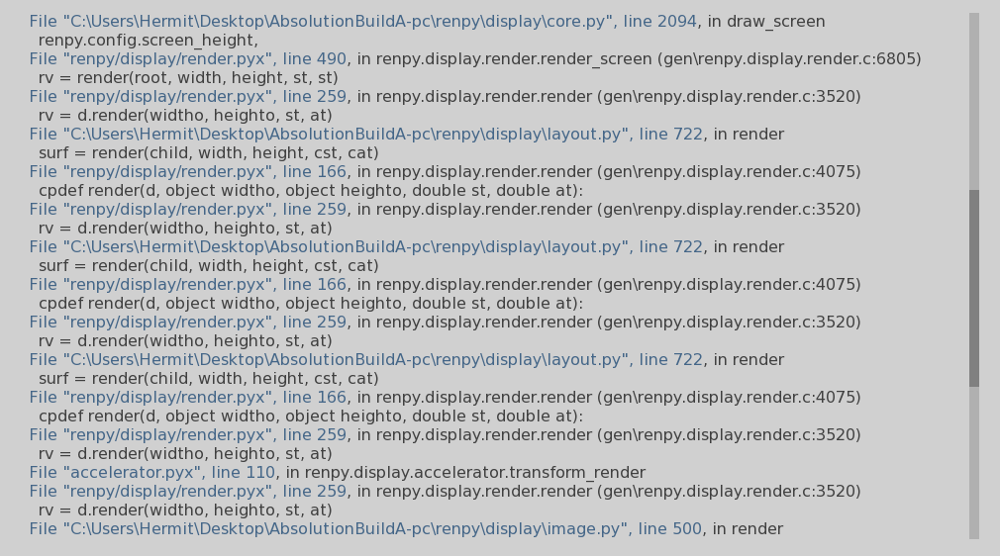 File "C:\Users\Hermit\Desktop\AbsolutionBuildA-pc\renpy\display\core.py", line 2094, in draw_screen
renpy.config.screen_height,
File "renpy/display/render.pyx", line 490, in renpy.display.render.render_screen (gen\renpy.display.render.c:6805)
rv = render(root, width, height, st, st)
File "renpy/display/render.pyx", line 259, in renpy.display.render.render (gen\renpy.display.render.c:3520)
rv = d.render(widtho, heighto, st, at)
File "C:\Users\Hermit\Desktop\AbsolutionBuildA-pc\renpy\display\layout.py", line 722, in render
surf = render(child, width, height, cst, cat)
File "renpy/display/render.pyx", line 166, in renpy.display.render.render (gen\renpy.display.render.c:4075)
cpdef render(d, object widtho, object heighto, double st, double at):
File "renpy/display/render.pyx", line 259, in renpy.display.render.render (gen\renpy.display.render.c:3520)
rv = d.render(widtho, heighto, st, at)
File "C:\Users\Hermit\Desktop\AbsolutionBuildA-pc\renpy\display\layout.py", line 722, in render
surf = render(child, width, height, cst, cat)
File "renpy/display/render.pyx", line 166, in renpy.display.render.render (gen\renpy.display.render.c:4075)
cpdef render(d, object widtho, object heighto, double st, double at):
File "renpy/display/render.pyx", line 259, in renpy.display.render.render (gen\renpy.display.render.c:3520)
rv = d.render(widtho, heighto, st, at)
File "C:\Users\Hermit\Desktop\AbsolutionBuildA-pc\renpy\display\layout.py", line 722, in render
surf = render(child, width, height, cst, cat)
File "renpy/display/render.pyx", line 166, in renpy.display.render.render (gen\renpy.display.render.c:4075)
cpdef render(d, object widtho, object heighto, double st, double at):
File "renpy/display/render.pyx", line 259, in renpy.display.render.render (gen\renpy.display.render.c:3520)
rv = d.render(widtho, heighto, st, at)
File "accelerator.pyx", line 110, in renpy.display.accelerator.transform_render
File "renpy/display/render.pyx", line 259, in renpy.display.render.render (gen\renpy.display.render.c:3520)
rv = d.render(widtho, heighto, st, at)
File "C:\Users\Hermit\Desktop\AbsolutionBuildA-pc\renpy\display\image.py", line 500, in render